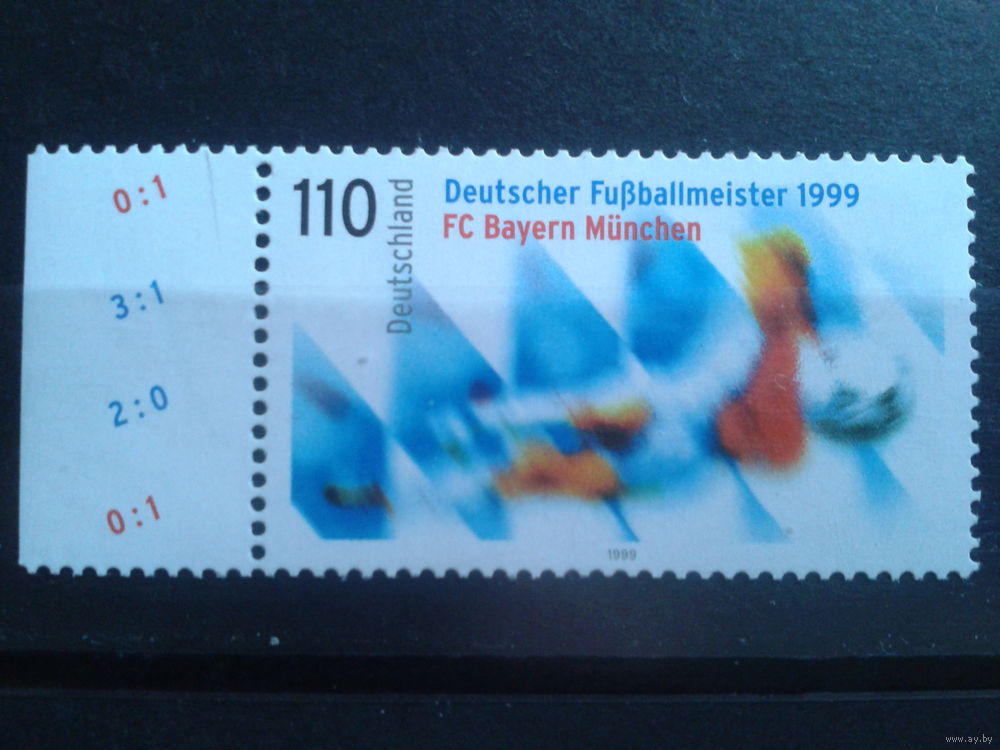 0:1
3:1
2:0
0:1
110
Deutschland
Deutscher Fußballmeister 1999
FC Bayern München
1999
www.ay.by